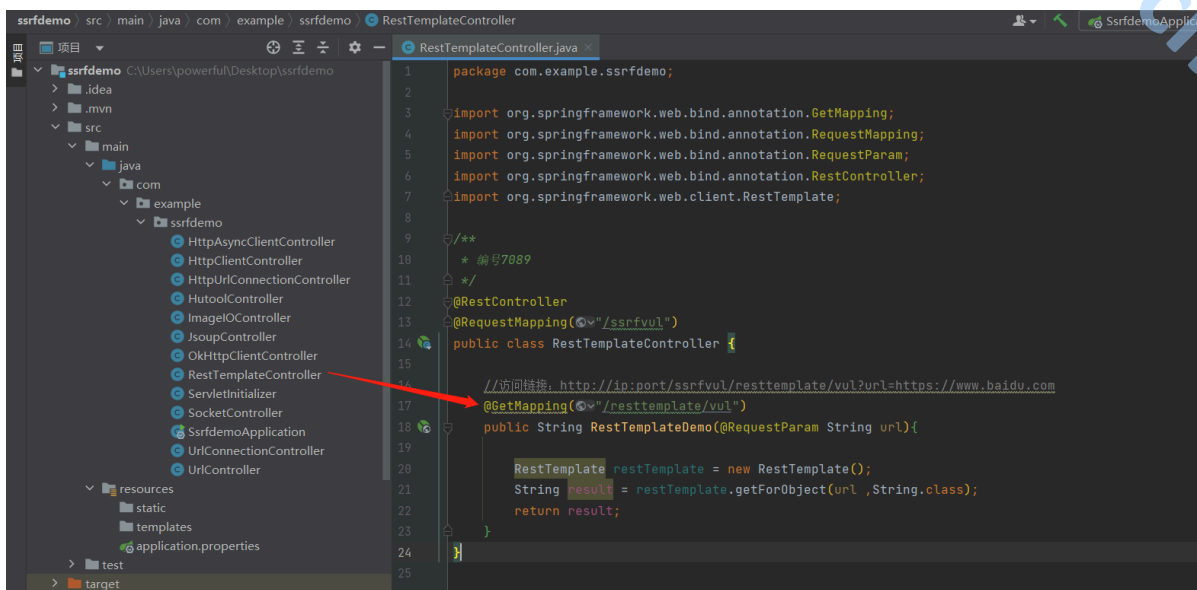 ssrfdemo 〉 src 〉 main 〉 java 〉 com 〉 example 〉 ssrfdemo 〉 RestTemplateController
项目
项目
RestTemplateController.java
ssrfdemo C:\Users\powerful\Desktop\ssrfdemo
.idea
.mvn
src
main
java
com
example
ssrfdemo
HttpAsyncClientController
HttpClientController
HttpUrlConnectionController
HutoolController
ImageIOController
JsoupController
OkHttpClientController
RestTemplateController
ServletInitializer
SocketController
SsrfdemoApplication
UrlConnectionController
UrlController
resources
static
templates
application.properties
test
target
1 package com.example.ssrfdemo;
2
3 import org.springframework.web.bind.annotation.GetMapping;
4 import org.springframework.web.bind.annotation.RequestMapping;
5 import org.springframework.web.bind.annotation.RequestParam;
6 import org.springframework.web.bind.annotation.RestController;
7 import org.springframework.web.client.RestTemplate;
8
9 /**
10 * 编号7089
11 */
12 @RestController
13 @RequestMapping("/ssrfvul")
14 public class RestTemplateController {
15
16 //访问链接：http://ip:port/ssrfvul/resttemplate/vul?url=https://www.baidu.com
17 @GetMapping("/resttemplate/vul")
18 public String RestTemplateDemo(@RequestParam String url){
19
20 RestTemplate restTemplate = new RestTemplate();
21 String result = restTemplate.getForObject(url ,String.class);
22 return result;
23 }
24 }
25